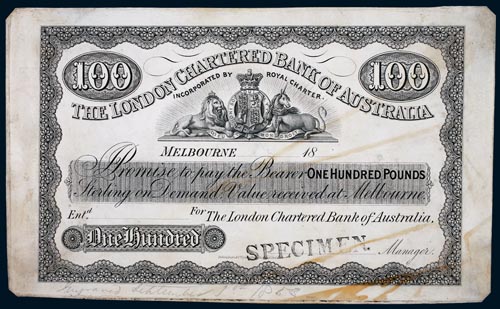 100 100
THE LONDON CHARTERED BANK OF AUSTRALIA
INCORPORATED BY ROYAL CHARTER.
MELBOURNE 18
Promise to pay the Bearer ONE HUNDRED POUNDS
Sterling on Demand Value received at Melbourne
For The London Chartered Bank of Australia.
Entd.
One Hundred
SPECIMEN
Manager.